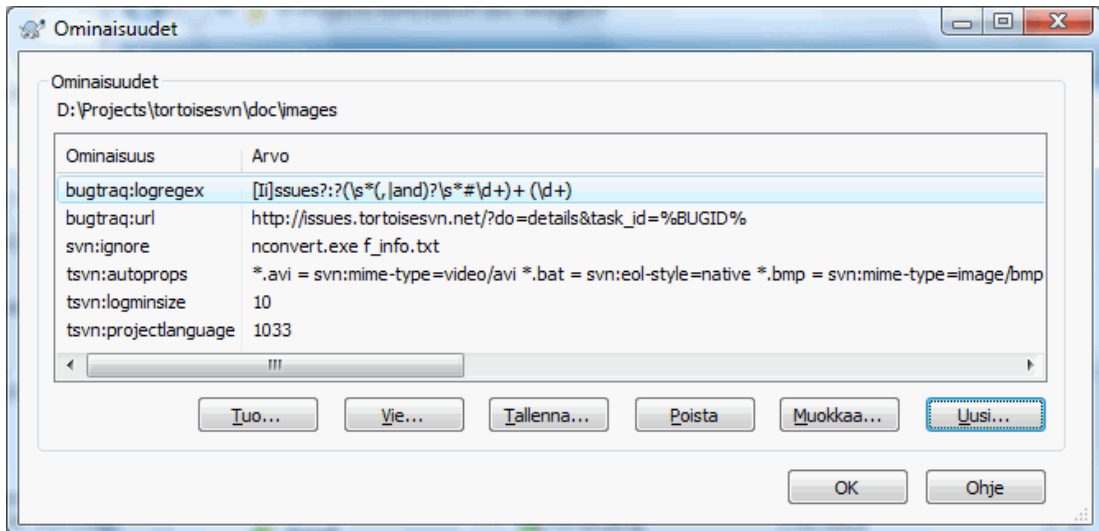 Ominaisuudet
Ominaisuudet
D:\Projects\tortoisesvn\doc\images
Ominaisuus Arvo
bugtraq:logregex [Ii]ssues?:?(\s*(,|and)?\s*#\d+)+ (\d+)
bugtraq:url http://issues.tortoisesvn.net/?do=details&task_id=%BUGID%
svn:ignore nconvert.exe f_info.txt
tsvn:autoprops *.avi = svn:mime-type=video/avi *.bat = svn:eol-style=native *.bmp = svn:mime-type=image/bmp
tsvn:logminsize 10
tsvn:projectlanguage 1033
Tuo... Vie... Tallenna... Poista Muokkaa... Uusi...
OK Ohje